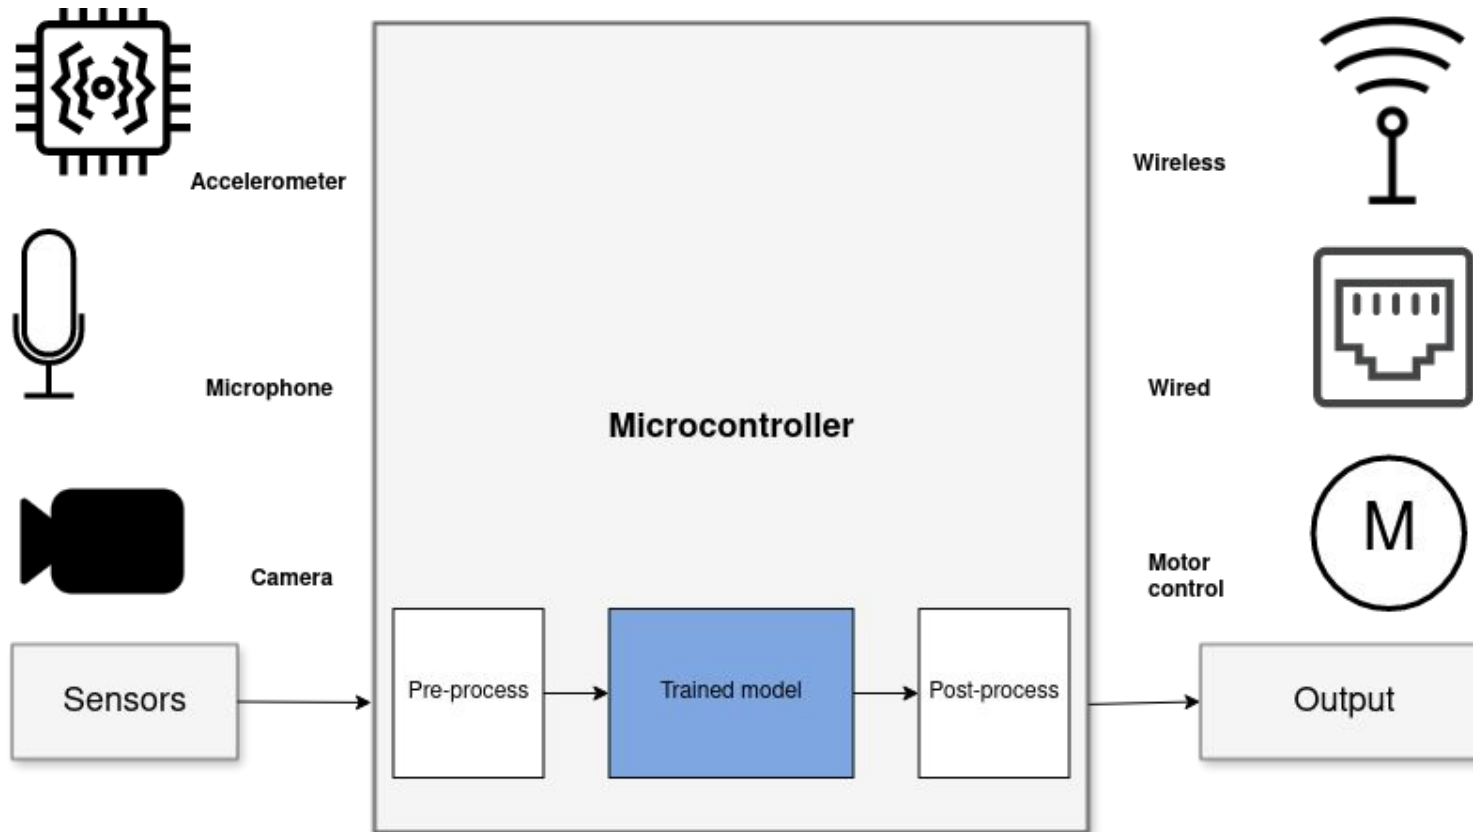 Accelerometer
Wireless
Microphone
Wired
Microcontroller
M
Camera
Motor
control
Sensors
Pre-process
Trained model
Post-process
Output